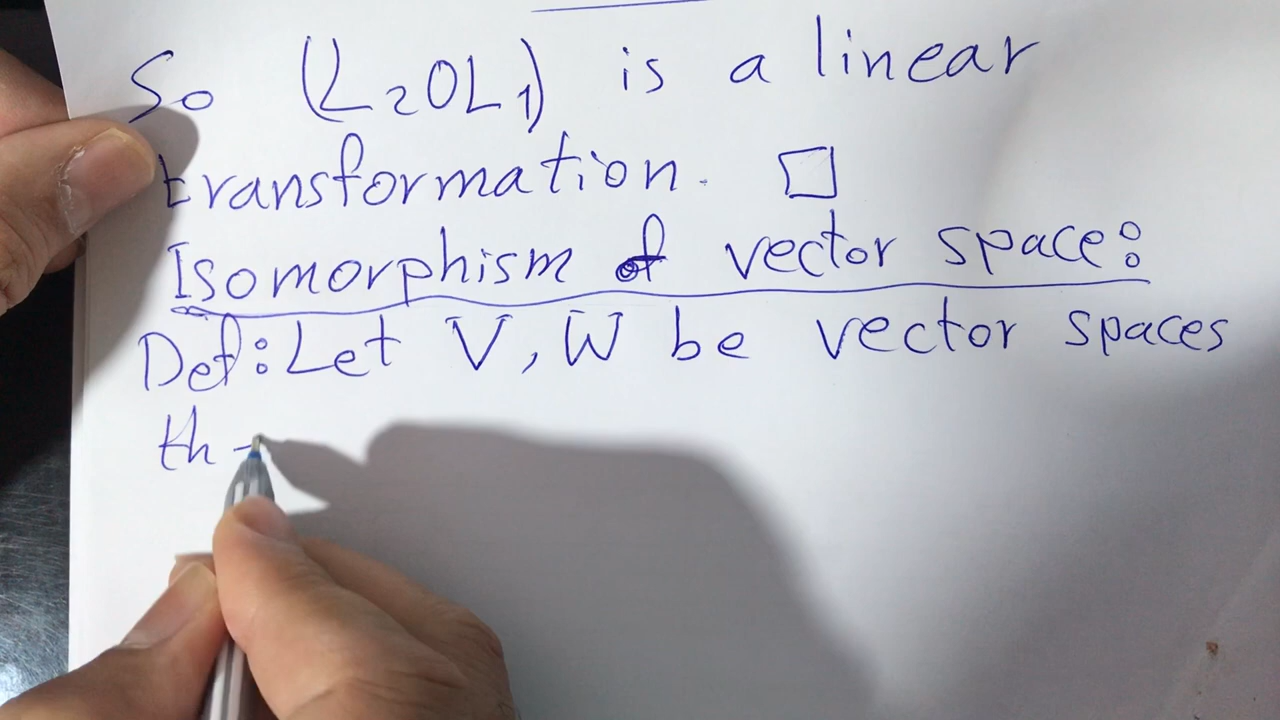 So (L₂OL₁) is a linear
transformation. □
Isomorphism of vector space:
Def: Let V, W be vector spaces
th